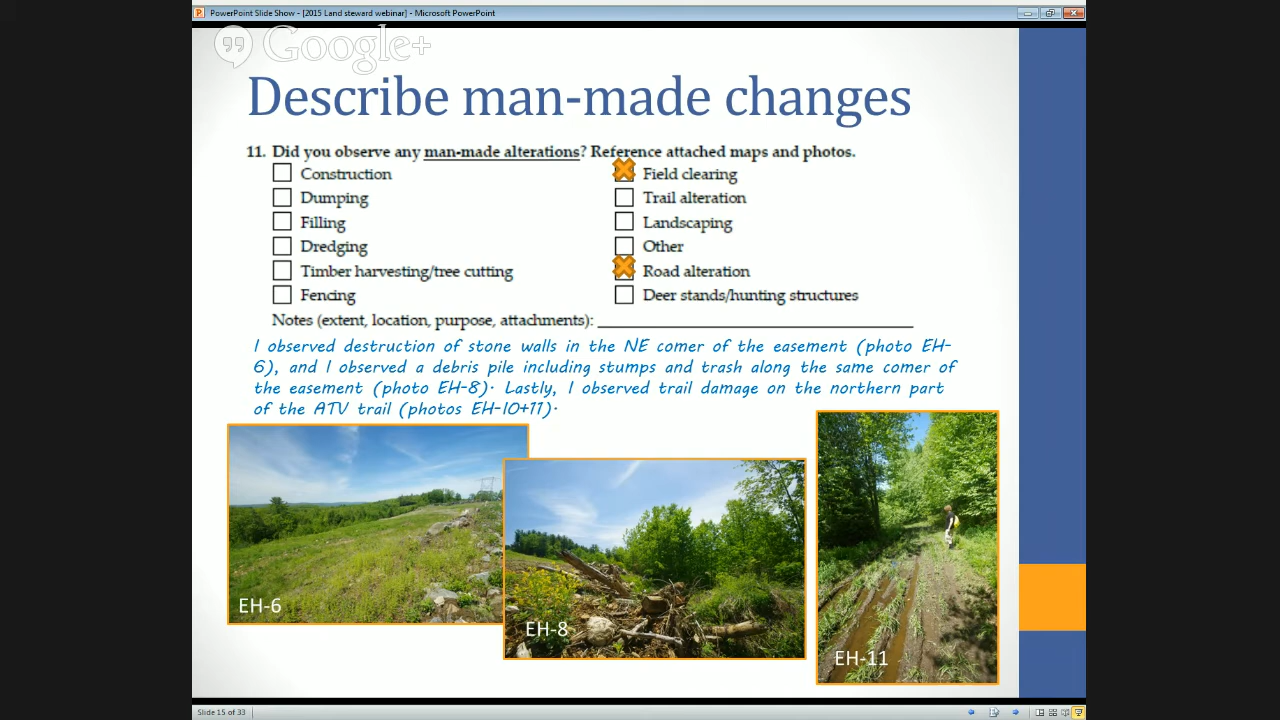 PowerPoint Slide Show - [2015 Land steward webinar] - Microsoft PowerPoint
Google+
Describe man-made changes
11. Did you observe any man-made alterations? Reference attached maps and photos.
Construction
Dumping
Filling
Dredging
Timber harvesting/tree cutting
Fencing
Field clearing
Trail alteration
Landscaping
Other
Road alteration
Deer stands/hunting structures
Notes (extent, location, purpose, attachments):
I observed destruction of stone walls in the NE corner of the easement (photo EH-
6), and I observed a debris pile including stumps and trash along the same corner of
the easement (photo EH-8). Lastly, I observed trail damage on the northern part
of the ATV trail (photos EH-10+11).
EH-6
EH-8
EH-11
Slide 15 of 33